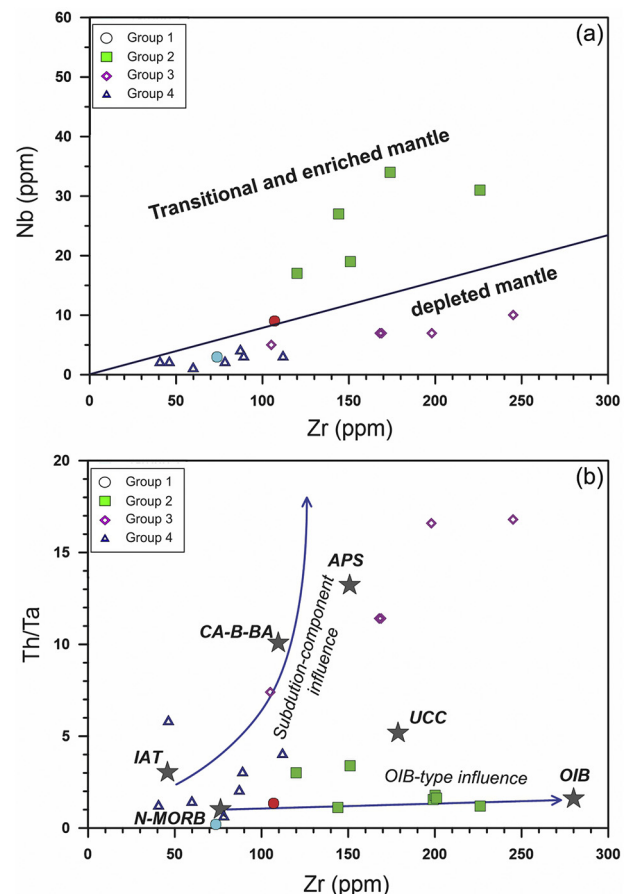 (a)
60
50
40
30
20
10
0
Nb (ppm)
Group 1
Group 2
Group 3
Group 4
Transitional and enriched mantle
depleted mantle
0 50 100 150 200 250 300
Zr (ppm)
(b)
20
15
10
5
0
Th/Ta
Group 1
Group 2
Group 3
Group 4
APS
CA-B-BA
Subdution-component
influence
UCC
IAT
OIB-type influence
OIB
N-MORB
0 50 100 150 200 250 300
Zr (ppm)